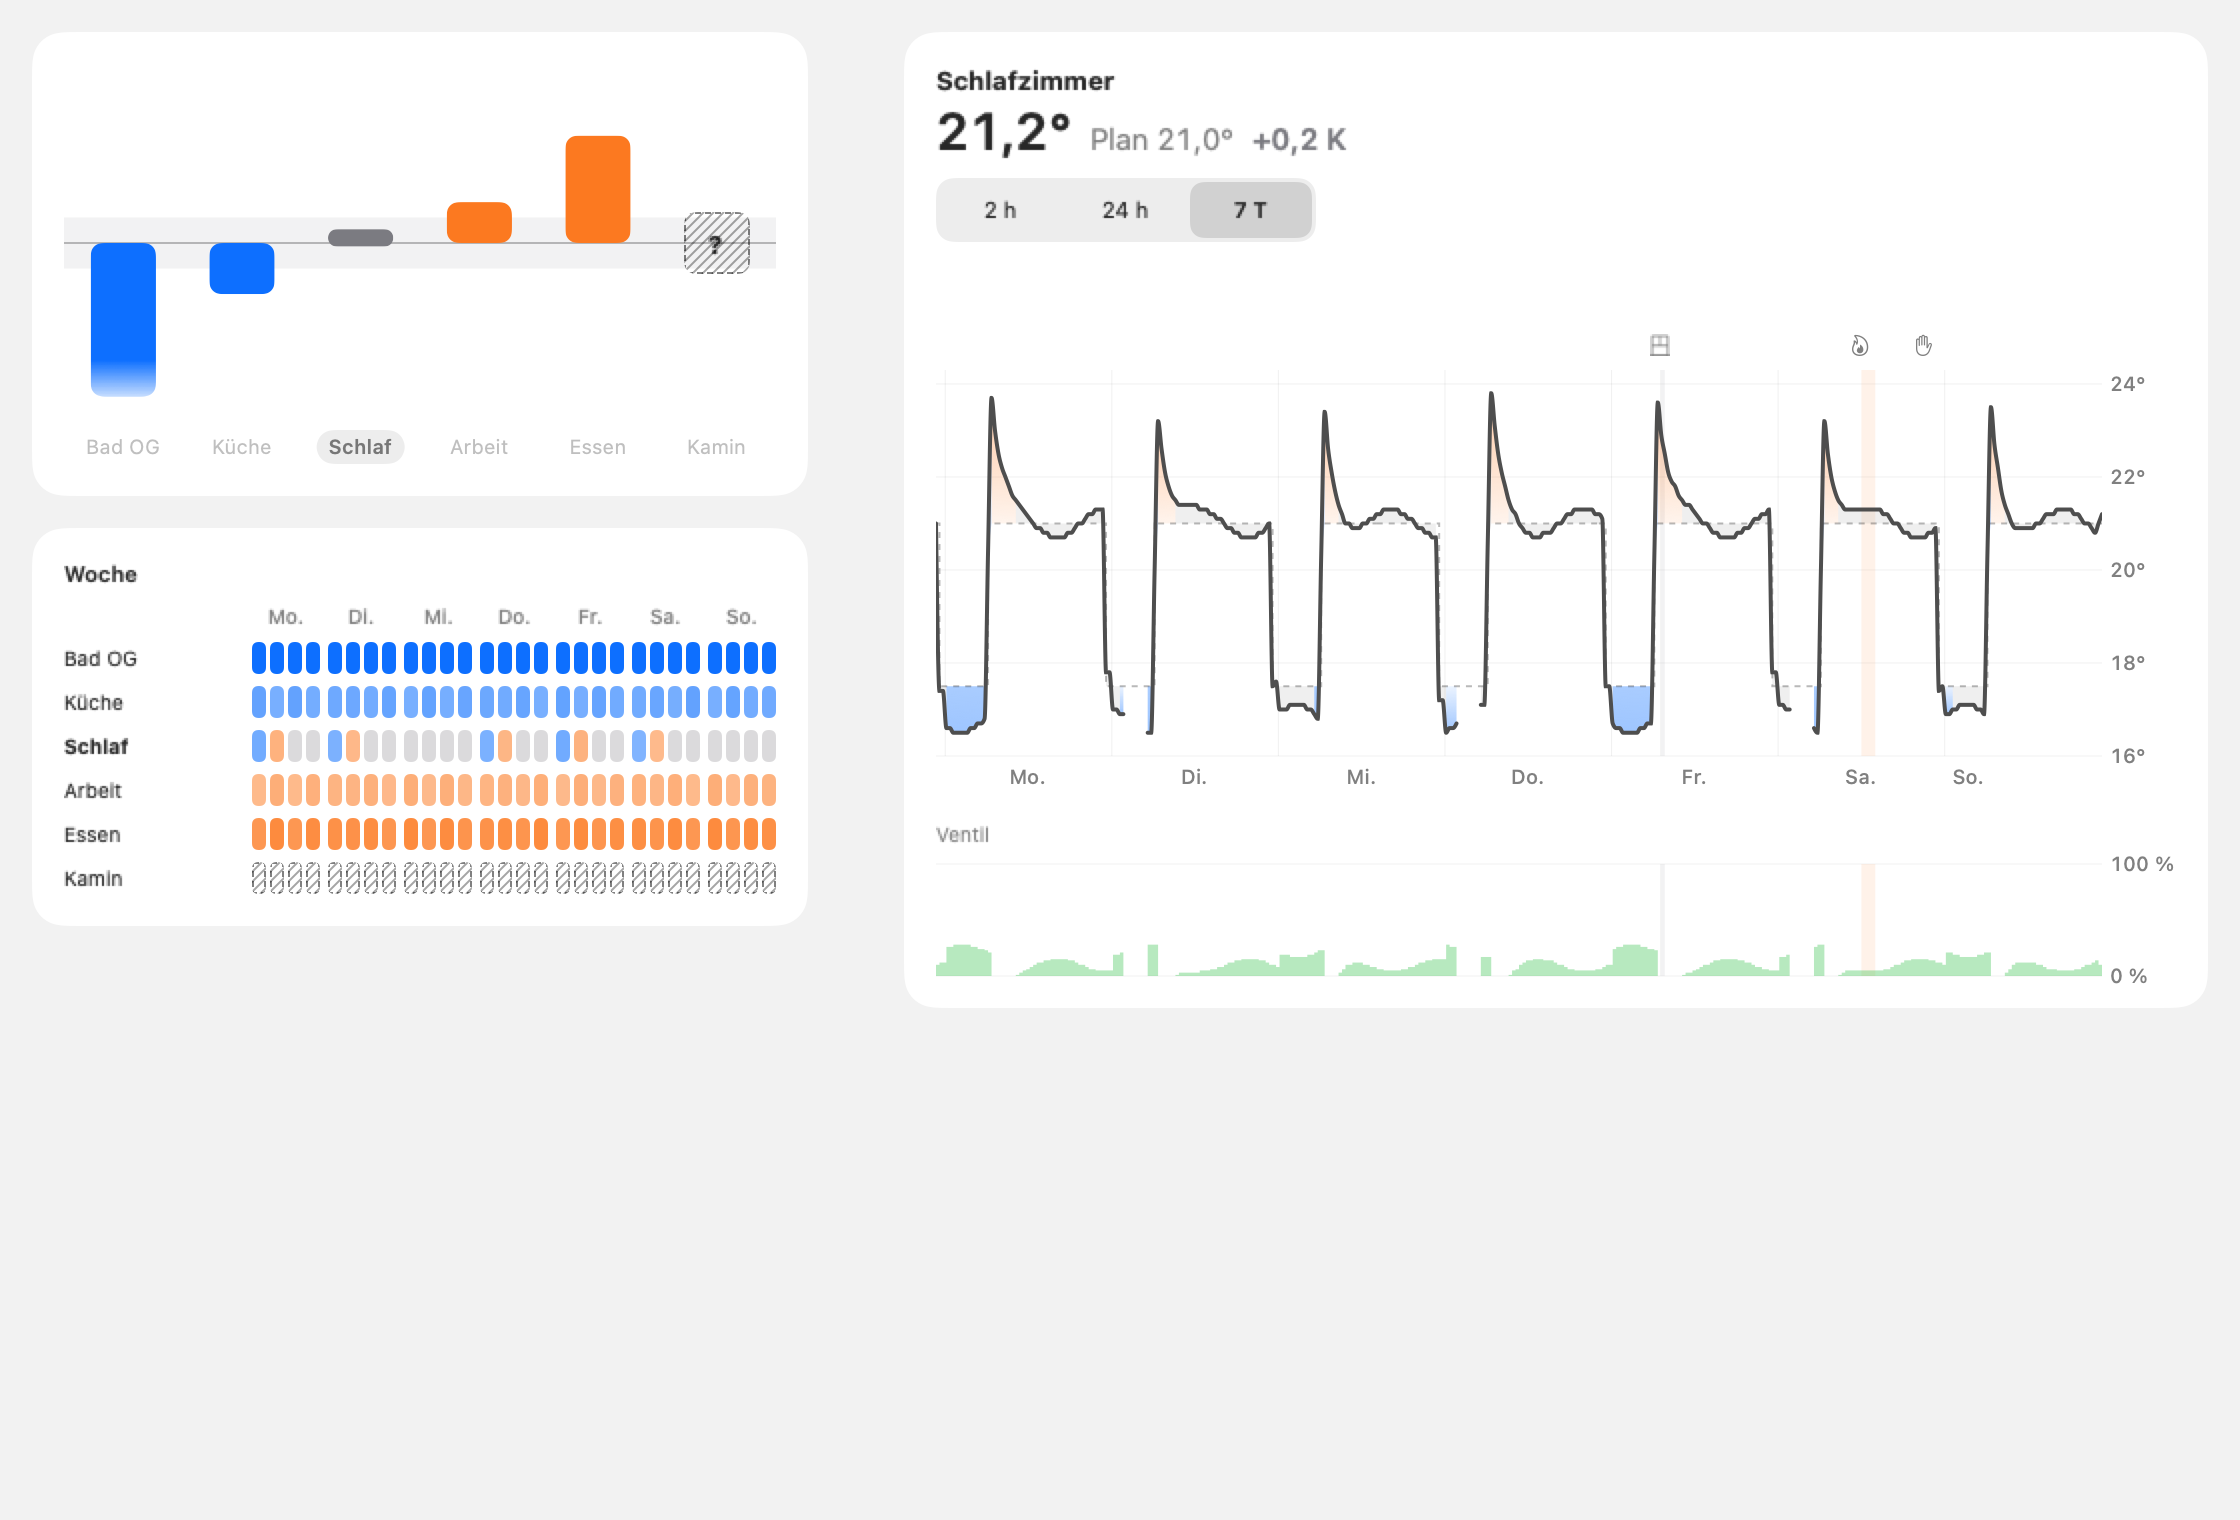 ?
Bad OG Küche Schlaf Arbeit Essen Kamin
Woche
Mo. Di. Mi. Do. Fr. Sa. So.
Bad OG
Küche
Schlaf
Arbeit
Essen
Kamin
Schlafzimmer
21,2° Plan 21,0° +0,2 K
2 h 24 h 7 T
24°
22°
20°
18°
16°
Mo. Di. Mi. Do. Fr. Sa. So.
Ventil
100 %
0 %